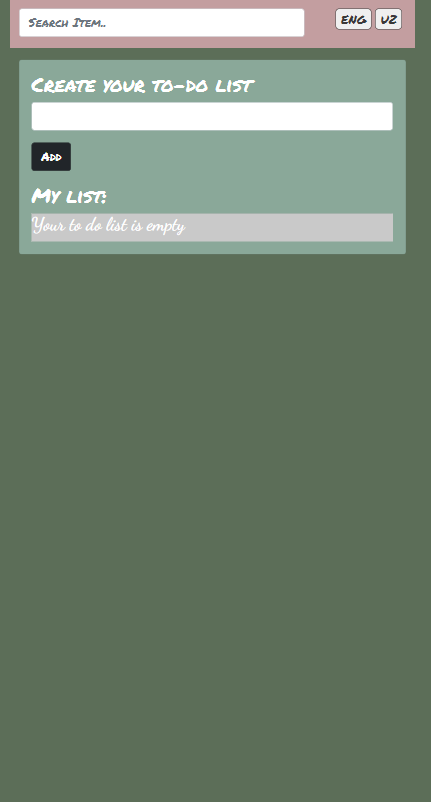 Search Item..
ENG UZ
Create your to-do list
Add
My list:
Your to do list is empty